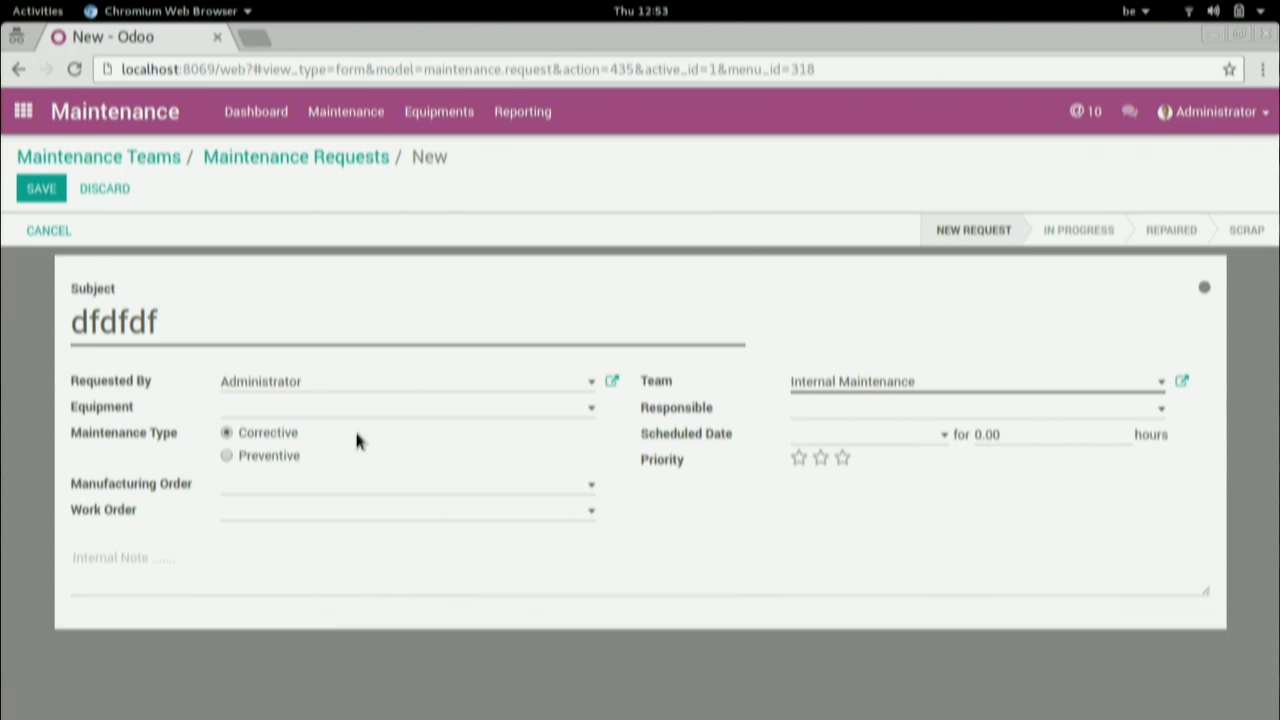 Activities Chromium Web Browser Thu 12:53 be
New - Odoo
localhost:8069/web?#view_type=form&model=maintenance.request&action=435&active_id=1&menu_id=318
Maintenance Dashboard Maintenance Equipments Reporting @ 10 Administrator
Maintenance Teams / Maintenance Requests / New
SAVE DISCARD
CANCEL NEW REQUEST IN PROGRESS REPAIRED SCRAP
Subject
dfdfdf
Requested By Administrator Team Internal Maintenance
Equipment Responsible
Maintenance Type Corrective Scheduled Date for 0.00 hours
Preventive Priority
Manufacturing Order
Work Order
Internal Note .......